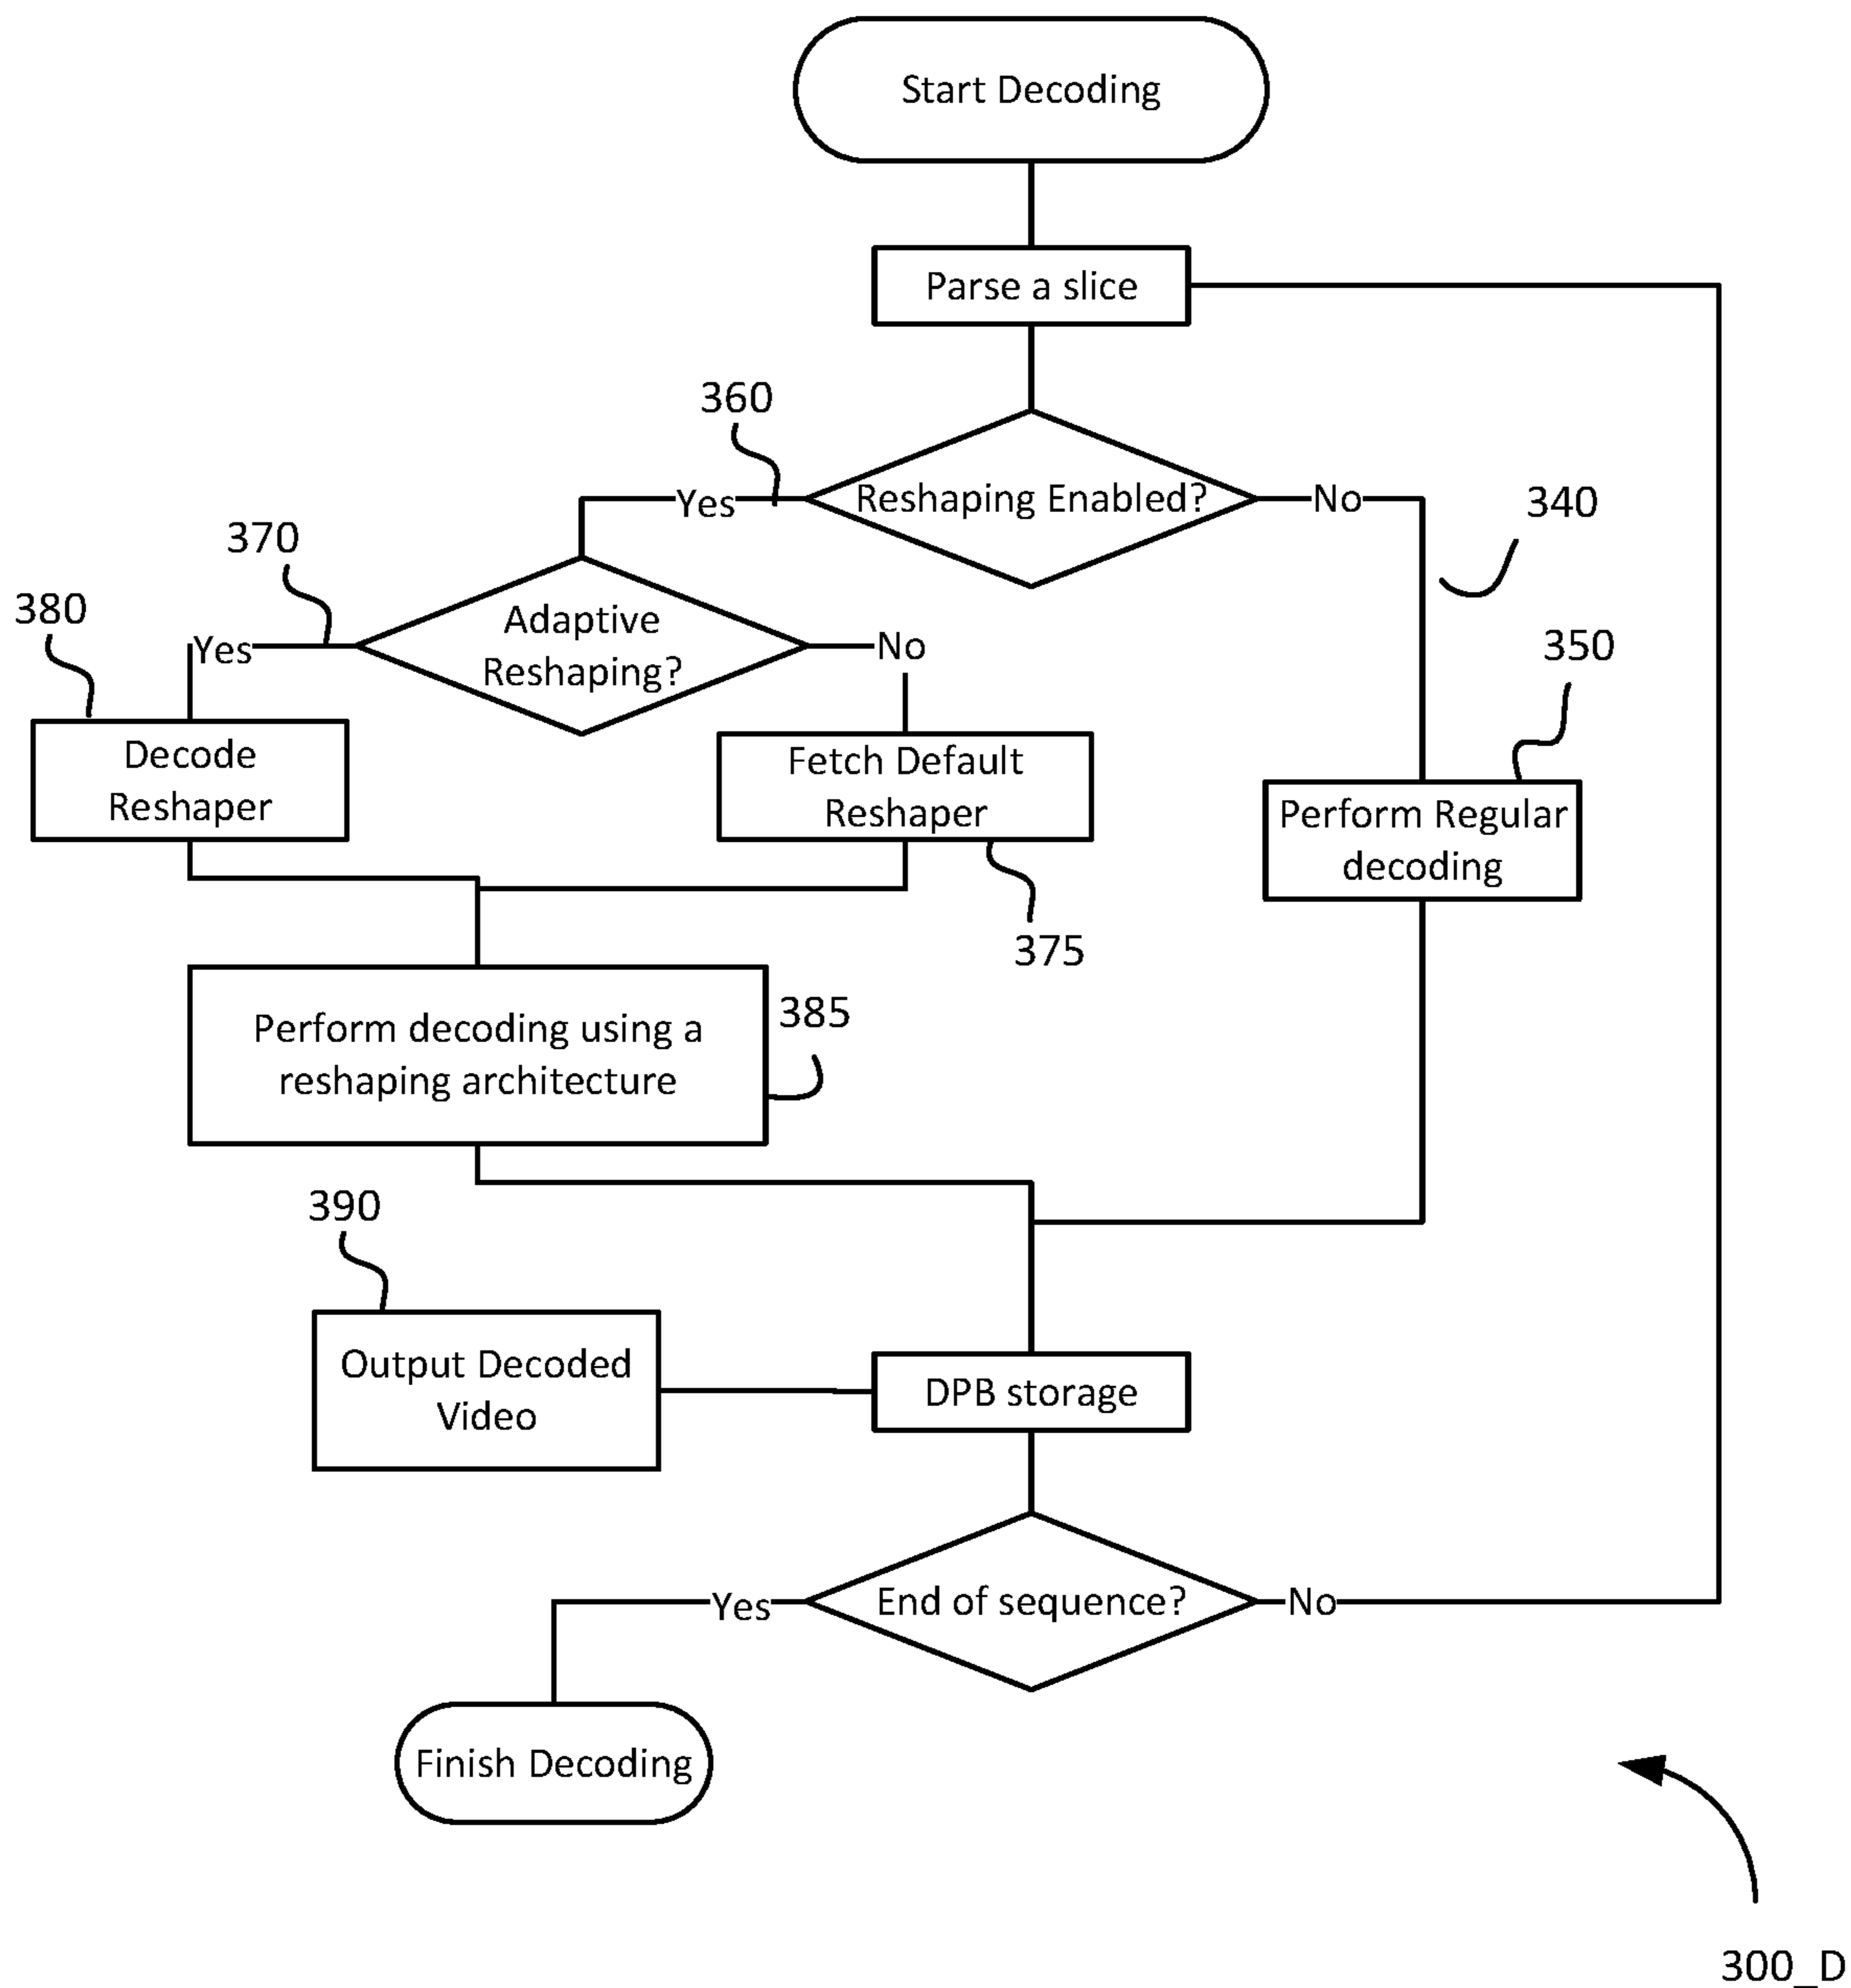 Start Decoding
Parse a slice
360
Reshaping Enabled?
Yes
No
340
370
Adaptive
Reshaping?
Yes
No
380
350
Decode
Reshaper
Fetch Default
Reshaper
Perform Regular
decoding
375
Perform decoding using a
reshaping architecture
385
390
Output Decoded
Video
DPB storage
End of sequence?
Yes
No
Finish Decoding
300_D